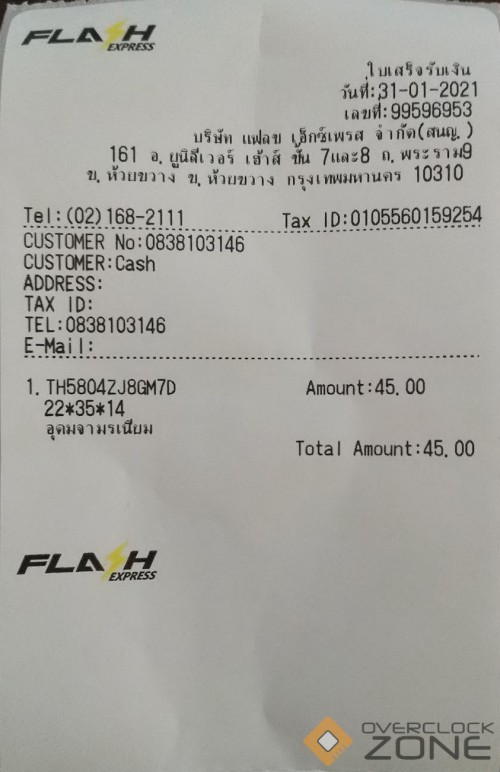 FLASH
EXPRESS
ใบเสร็จรับเงิน
วันที่:31-01-2021
เลขที่:99596953
บริษัท แฟลช เอ็กซ์เพรส จำกัด(สนญ.)
161 อ.ยูนิลีเวอร์ เฮ้าส์ ชั้น 7และ8 ถ.พระราม9
ข.ห้วยขวาง ข.ห้วยขวาง กรุงเทพมหานคร 10310
Tel:(02)168-2111 Tax ID:0105560159254
CUSTOMER No:0838103146
CUSTOMER:Cash
ADDRESS:
TAX ID:
TEL:0838103146
E-Mail:
1. TH5804ZJ8GM7D Amount:45.00
22*35*14
อุดมจามรเนียม
Total Amount:45.00
FLASH
EXPRESS
OVERCLOCK
ZONE